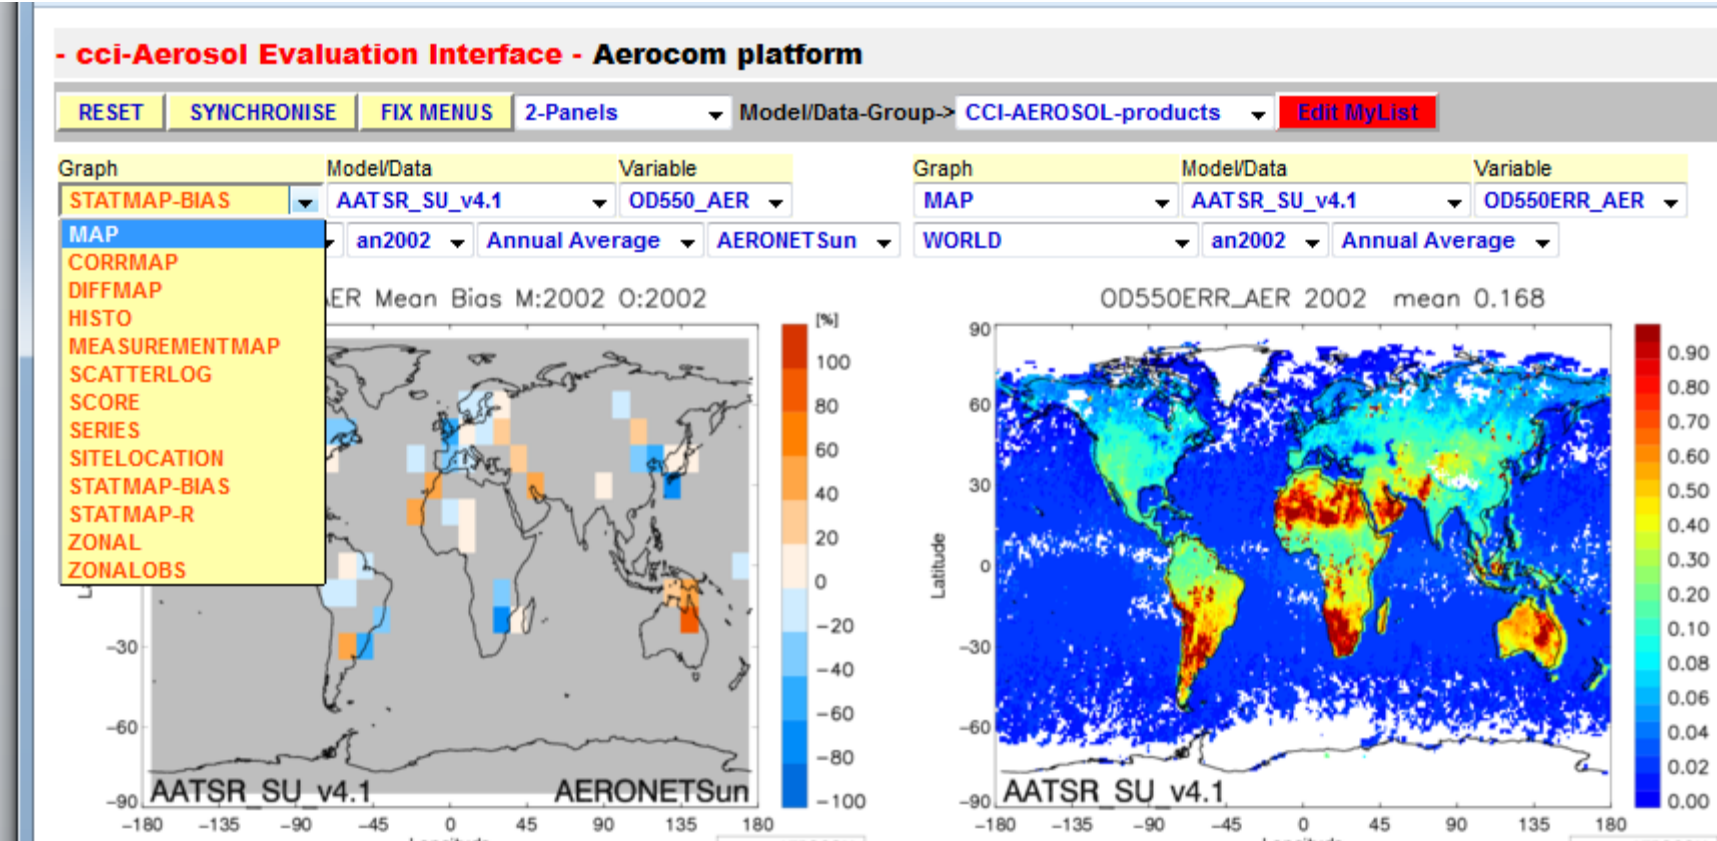 - cci-Aerosol Evaluation Interface - Aerocom platform
RESET SYNCHRONISE FIX MENUS 2-Panels Model/Data-Group-> CCI-AEROSOL-products Edit MyList
Graph Model/Data Variable
STATMAP-BIAS AATSR_SU_v4.1 OD550_AER
an2002 Annual Average AERONETSun
MAP
CORRMAP
DIFFMAP
HISTO
MEASUREMENTMAP
SCATTERLOG
SCORE
SERIES
SITELOCATION
STATMAP-BIAS
STATMAP-R
ZONAL
ZONALOBS
Mean Bias M:2002 O:2002
[%]
100
80
60
40
20
0
-20
-40
-60
-80
-100
-30
-60
-90
AATSR_SU_v4.1 AERONETSun
-180 -135 -90 -45 0 45 90 135 180
Graph Model/Data Variable
MAP AATSR_SU_v4.1 OD550ERR_AER
WORLD an2002 Annual Average
OD550ERR_AER 2002 mean 0.168
90
60
30
0
-30
-60
-90
Latitude
AATSR_SU_v4.1
-180 -135 -90 -45 0 45 90 135 180
0.90
0.80
0.70
0.60
0.50
0.40
0.30
0.20
0.10
0.08
0.06
0.04
0.02
0.00